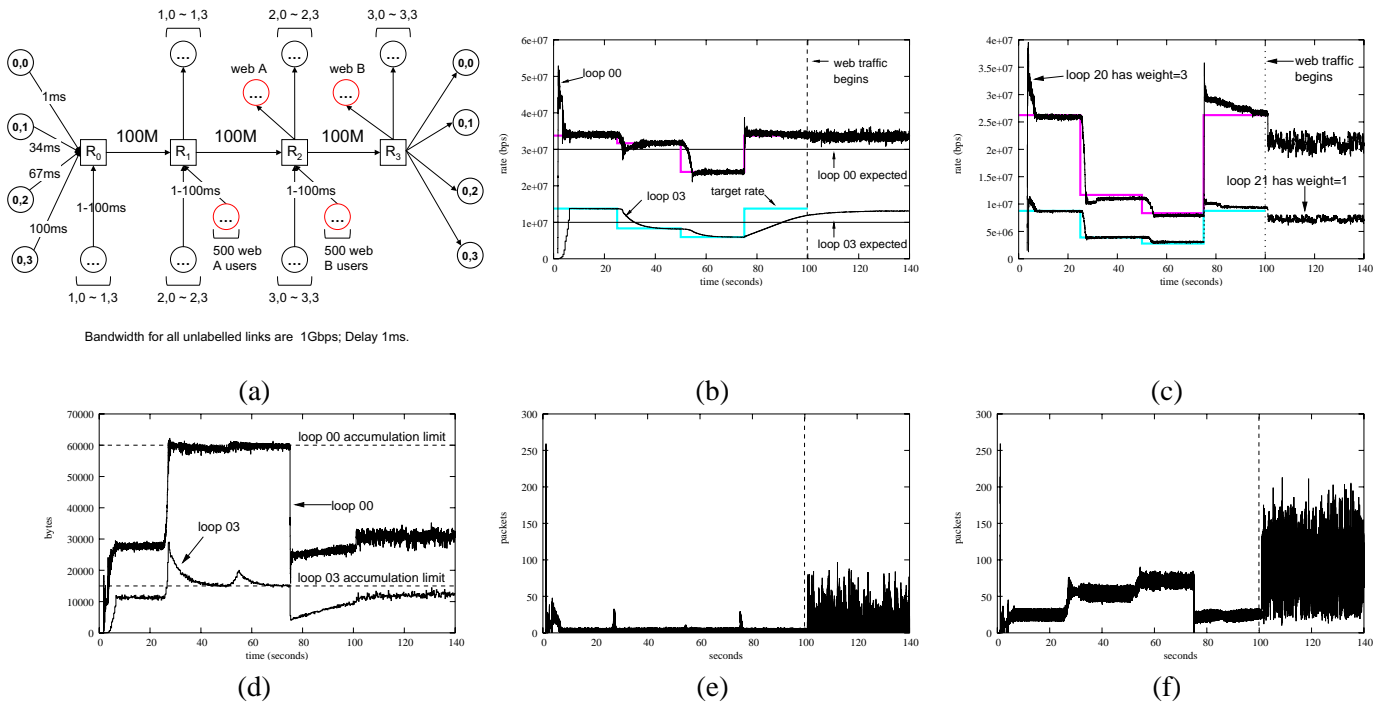 1,0 ~ 1,3
2,0 ~ 2,3
3,0 ~ 3,3
...
...
...
0,0
0,0
web A
web B
...
...
1ms
0,1
0,1
100M
100M
100M
34ms
R0
R1
R2
R3
67ms
0,2
0,2
1-100ms
1-100ms
1-100ms
100ms
...
...
0,3
0,3
500 web
A users
500 web
B users
...
...
...
1,0 ~ 1,3
2,0 ~ 2,3
3,0 ~ 3,3
Bandwidth for all unlabelled links are 1Gbps; Delay 1ms.
(a)
6e+07
5e+07
4e+07
3e+07
2e+07
1e+07
0
rate (bps)
loop 00
web traffic
begins
loop 00 expected
target rate
loop 03
loop 03 expected
0 20 40 60 80 100 120 140
time (seconds)
(b)
4e+07
3.5e+07
3e+07
2.5e+07
2e+07
1.5e+07
1e+07
5e+06
0
rate (bps)
loop 20 has weight=3
web traffic
begins
loop 21 has weight=1
0 20 40 60 80 100 120 140
time (seconds)
(c)
70000
60000
50000
40000
30000
20000
10000
0
bytes
loop 00 accumulation limit
loop 00
loop 03
loop 03 accumulation limit
0 20 40 60 80 100 120 140
time (seconds)
(d)
300
250
200
150
100
50
0
packets
0 20 40 60 80 100 120 140
seconds
(e)
300
250
200
150
100
50
0
packets
0 20 40 60 80 100 120 140
seconds
(f)